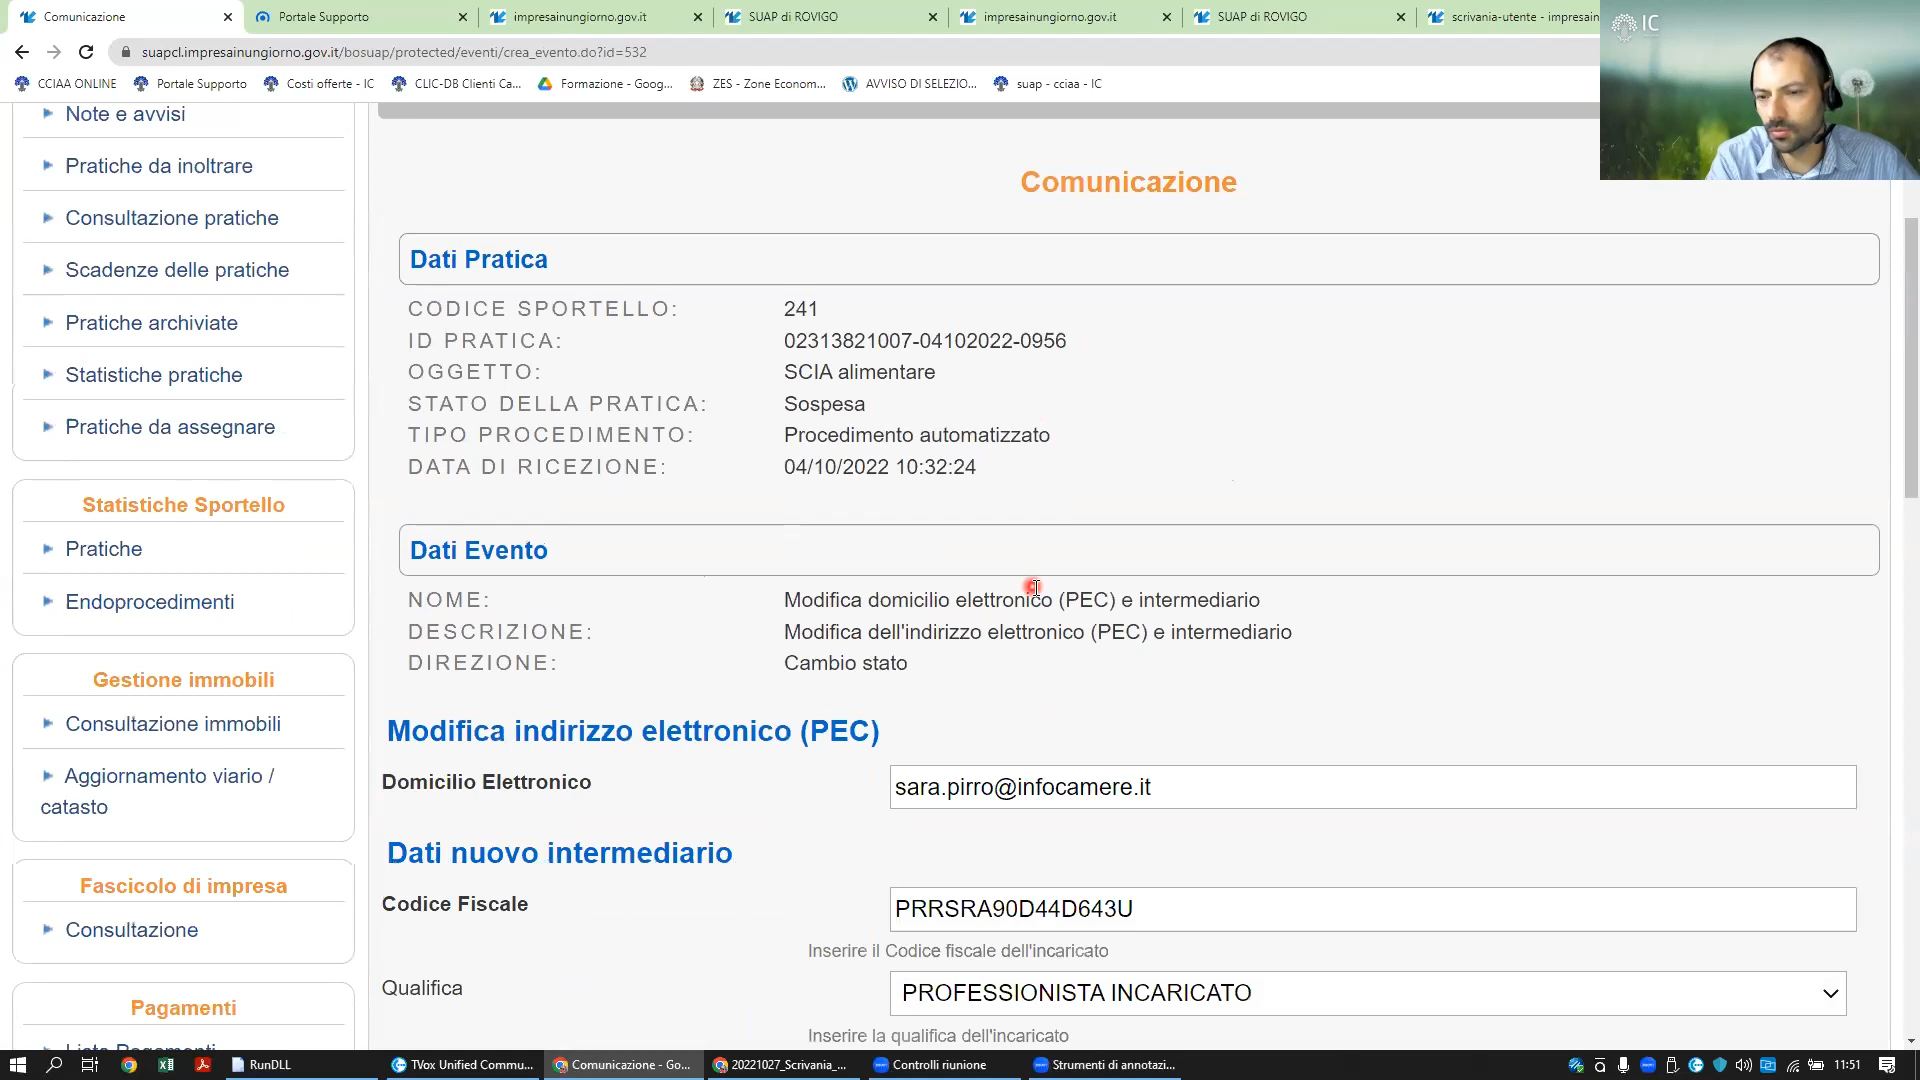 Comunicazione
Portale Supporto
impresainungiorno.gov.it
SUAP di ROVIGO
impresainungiorno.gov.it
SUAP di ROVIGO
scrivania-utente - impresain
IC
suapcl.impresainungiorno.gov.it/bosuap/protected/eventi/crea_evento.do?id=532
CCIAA ONLINE
Portale Supporto
Costi offerte - IC
CLIC-DB Clienti Ca...
Formazione - Goog...
ZES - Zone Econom...
AVVISO DI SELEZIO...
suap - cciaa - IC
Note e avvisi
Pratiche da inoltrare
Consultazione pratiche
Scadenze delle pratiche
Pratiche archiviate
Statistiche pratiche
Pratiche da assegnare
Statistiche Sportello
Pratiche
Endoprocedimenti
Gestione immobili
Consultazione immobili
Aggiornamento viario /
catasto
Fascicolo di impresa
Consultazione
Pagamenti
Lista Pagamenti
Comunicazione
Dati Pratica
CODICE SPORTELLO: 241
ID PRATICA: 02313821007-04102022-0956
OGGETTO: SCIA alimentare
STATO DELLA PRATICA: Sospesa
TIPO PROCEDIMENTO: Procedimento automatizzato
DATA DI RICEZIONE: 04/10/2022 10:32:24
Dati Evento
NOME: Modifica domicilio elettronico (PEC) e intermediario
DESCRIZIONE: Modifica dell'indirizzo elettronico (PEC) e intermediario
DIREZIONE: Cambio stato
Modifica indirizzo elettronico (PEC)
Domicilio Elettronico sara.pirro@infocamere.it
Dati nuovo intermediario
Codice Fiscale PRRSRA90D44D643U
Inserire il Codice fiscale dell'incaricato
Qualifica PROFESSIONISTA INCARICATO
Inserire la qualifica dell'incaricato
RunDLL
TVox Unified Commu...
Comunicazione - Go...
20221027_Scrivania_...
Controlli riunione
Strumenti di annotazi...
11:51